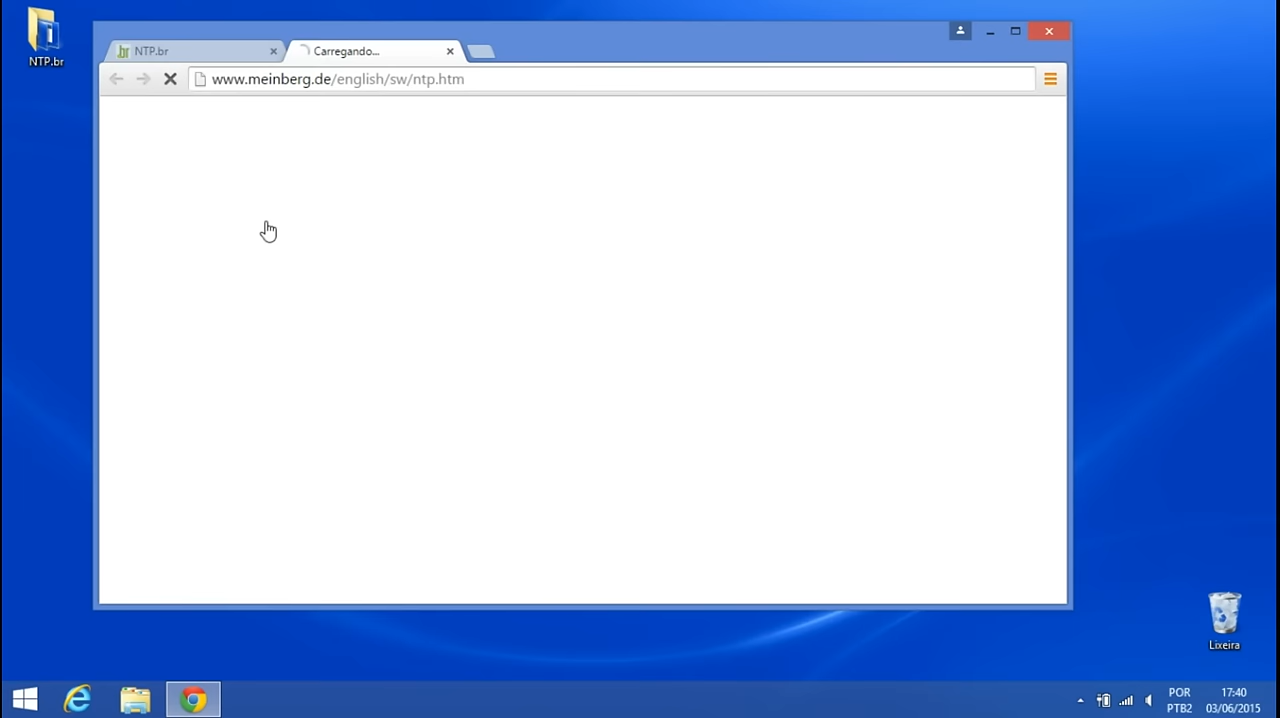 NTP.br
.br NTP.br
Carregando...
www.meinberg.de/english/sw/ntp.htm
Lixeira
POR
PTB2
17:40
03/06/2015